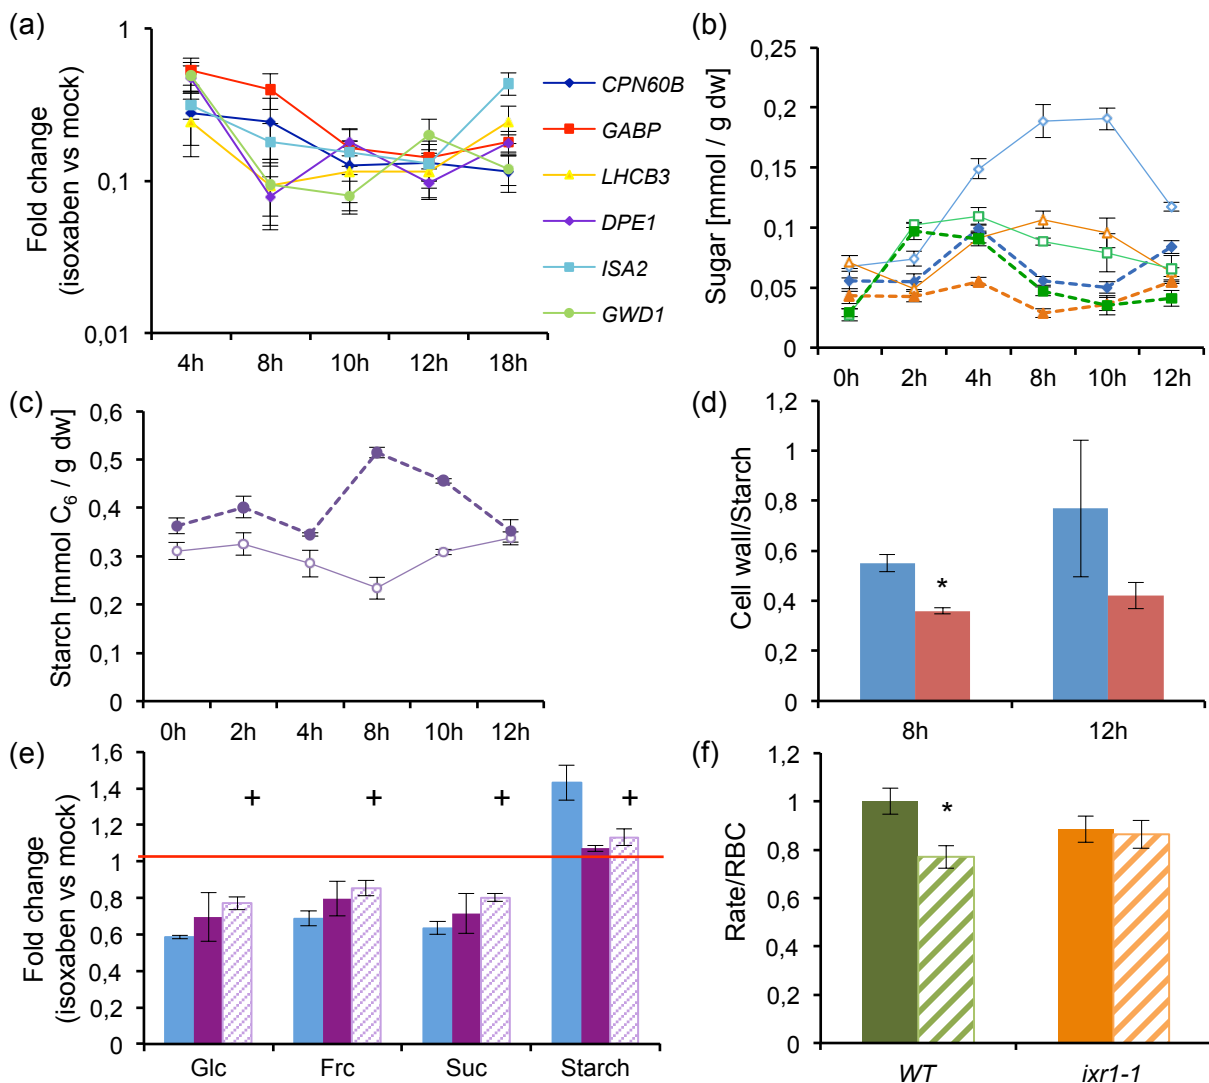 (a)
Fold change
(isoxaben vs mock)
1
0,1
0,01
4h 8h 10h 12h 18h
CPN60B
GABP
LHCB3
DPE1
ISA2
GWD1
(b)
Sugar [mmol / g dw]
0,25
0,2
0,15
0,1
0,05
0
0h 2h 4h 8h 10h 12h
(c)
Starch [mmol C6 / g dw]
0,6
0,5
0,4
0,3
0,2
0,1
0
0h 2h 4h 8h 10h 12h
(d)
Cell wall/Starch
1,2
1
0,8
0,6
0,4
0,2
0
*
8h 12h
(e)
Fold change
(isoxaben vs mock)
1,6
1,4
1,2
1
0,8
0,6
0,4
0,2
0
+ + + +
Glc Frc Suc Starch
(f)
Rate/RBC
1,2
1
0,8
0,6
0,4
0,2
0
*
WT ixr1-1